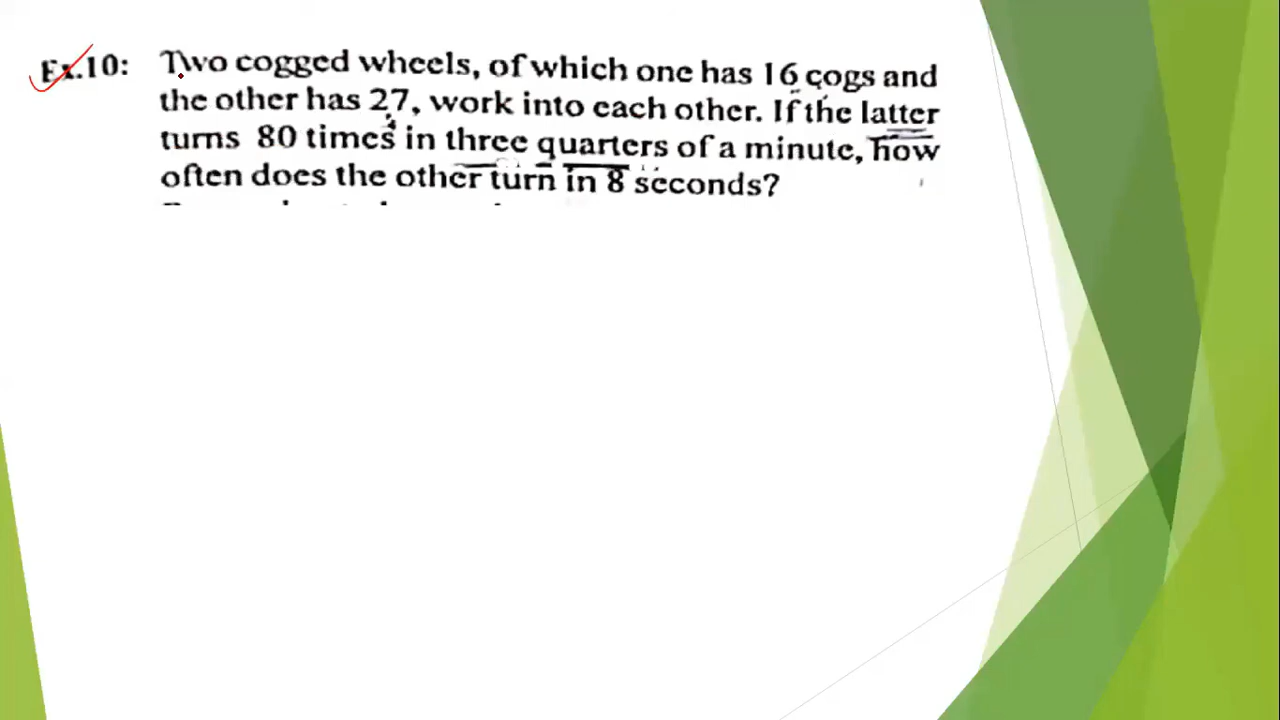 Ex.10: Two cogged wheels, of which one has 16 cogs and
the other has 27, work into each other. If the latter
turns 80 times in three quarters of a minute, how
often does the other turn in 8 seconds?